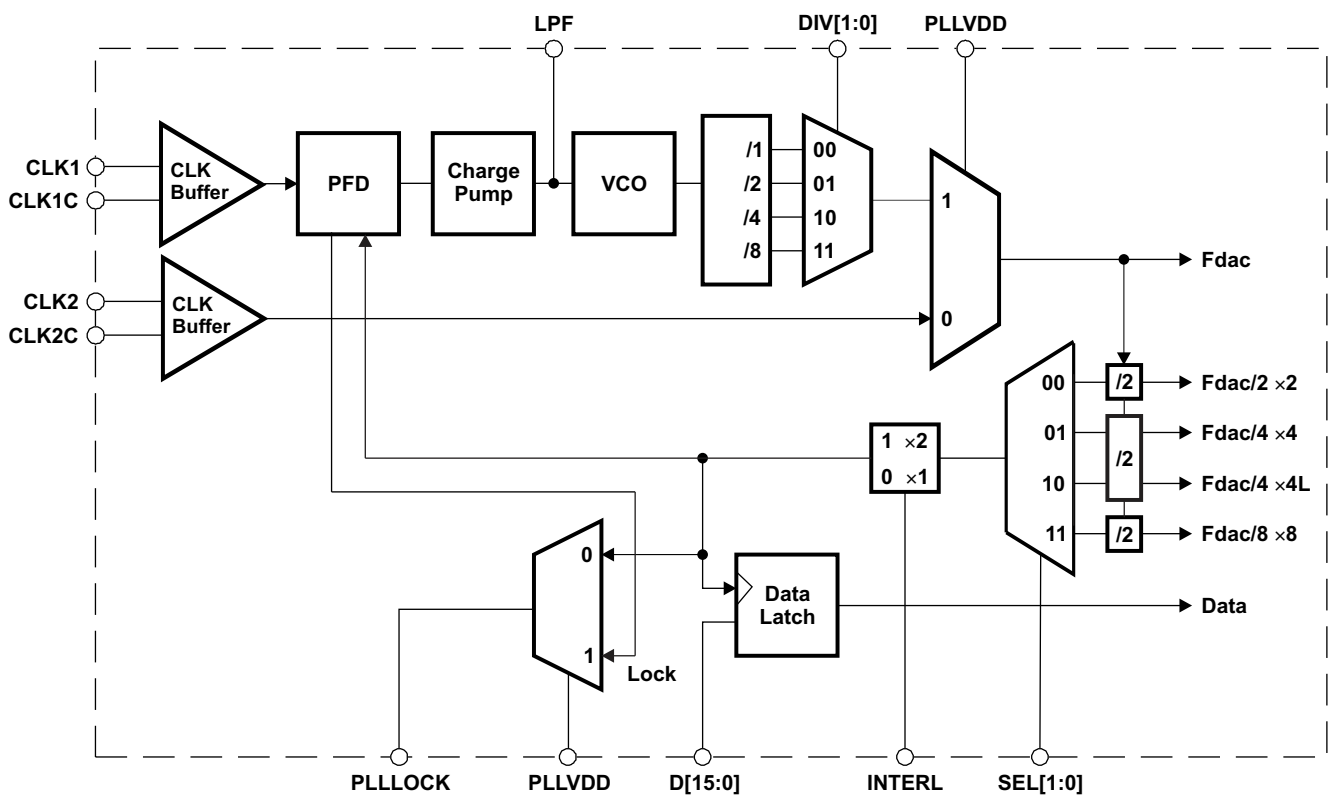 LPF
DIV[1:0]
PLLVDD
CLK1
CLK1C
CLK
Buffer
PFD
Charge
Pump
VCO
/1
/2
/4
/8
00
01
10
11
1
0
Fdac
CLK2
CLK2C
CLK
Buffer
00
01
10
11
/2
/2
/2
Fdac/2 ×2
Fdac/4 ×4
Fdac/4 ×4L
Fdac/8 ×8
1 ×2
0 ×1
0
1
Lock
Data
Latch
Data
PLLLOCK
PLLVDD
D[15:0]
INTERL
SEL[1:0]